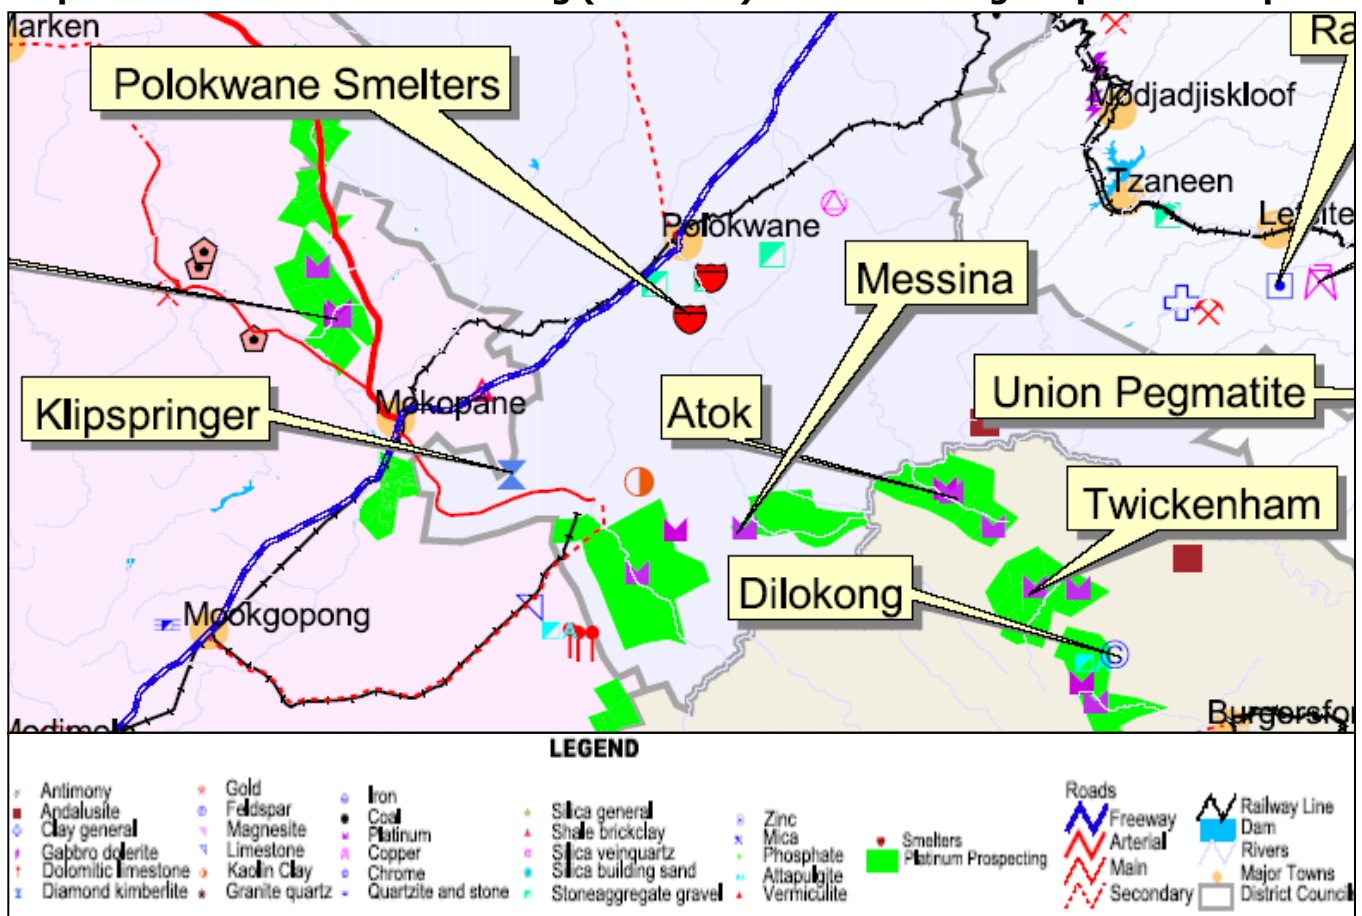 Marken
Ra
Polokwane Smelters
Modjadjiskloof
Tzaneen
Polokwane
Messina
Union Pegmatite
Klipspringer
Mokopane
Atok
Twickenham
Dilokong
Mookgopong
LEGEND
Antimony
Andalusite
Clay general
Gabbro dolerite
Dolomitic limestone
Diamond kimberlite
Gold
Feldspar
Magnesite
Limestone
Kaolin Clay
Granite quartz
Iron
Coal
Platinum
Copper
Chrome
Quartzite and stone
Silica general
Shale brickclay
Silica veinquartz
Silica building sand
Stoneaggregate gravel
Zinc
Mica
Phosphate
Attapulgite
Vermiculite
Smelters
Platinum Prospecting
Roads
Freeway
Arterial
Main
Secondary
Railway Line
Dam
Rivers
Major Towns
District Council